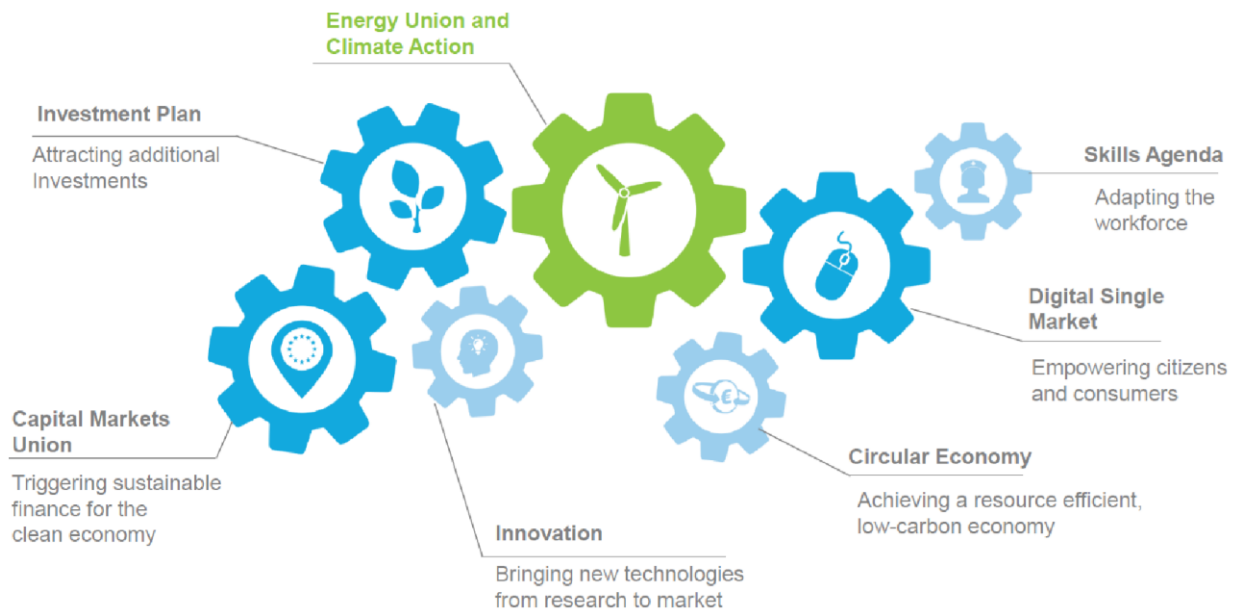 Energy Union and
Climate Action
Investment Plan
Attracting additional
Investments
Skills Agenda
Adapting the
workforce
Digital Single
Market
Empowering citizens
and consumers
Capital Markets
Union
Triggering sustainable
finance for the
clean economy
€
Circular Economy
Achieving a resource efficient,
low-carbon economy
Innovation
Bringing new technologies
from research to market